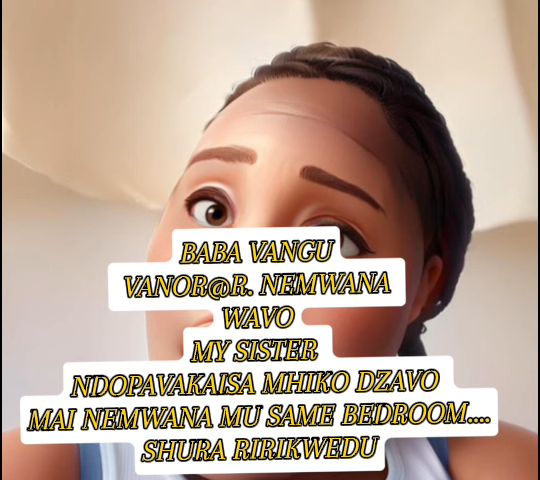 BABA VANGU
VANOR@R. NEMWANA
WAVO
MY SISTER
NDOPAVAKAISA MHIKO DZAVO
MAI NEMWANA MU SAME BEDROOM....
SHURA RIRIKWEDU